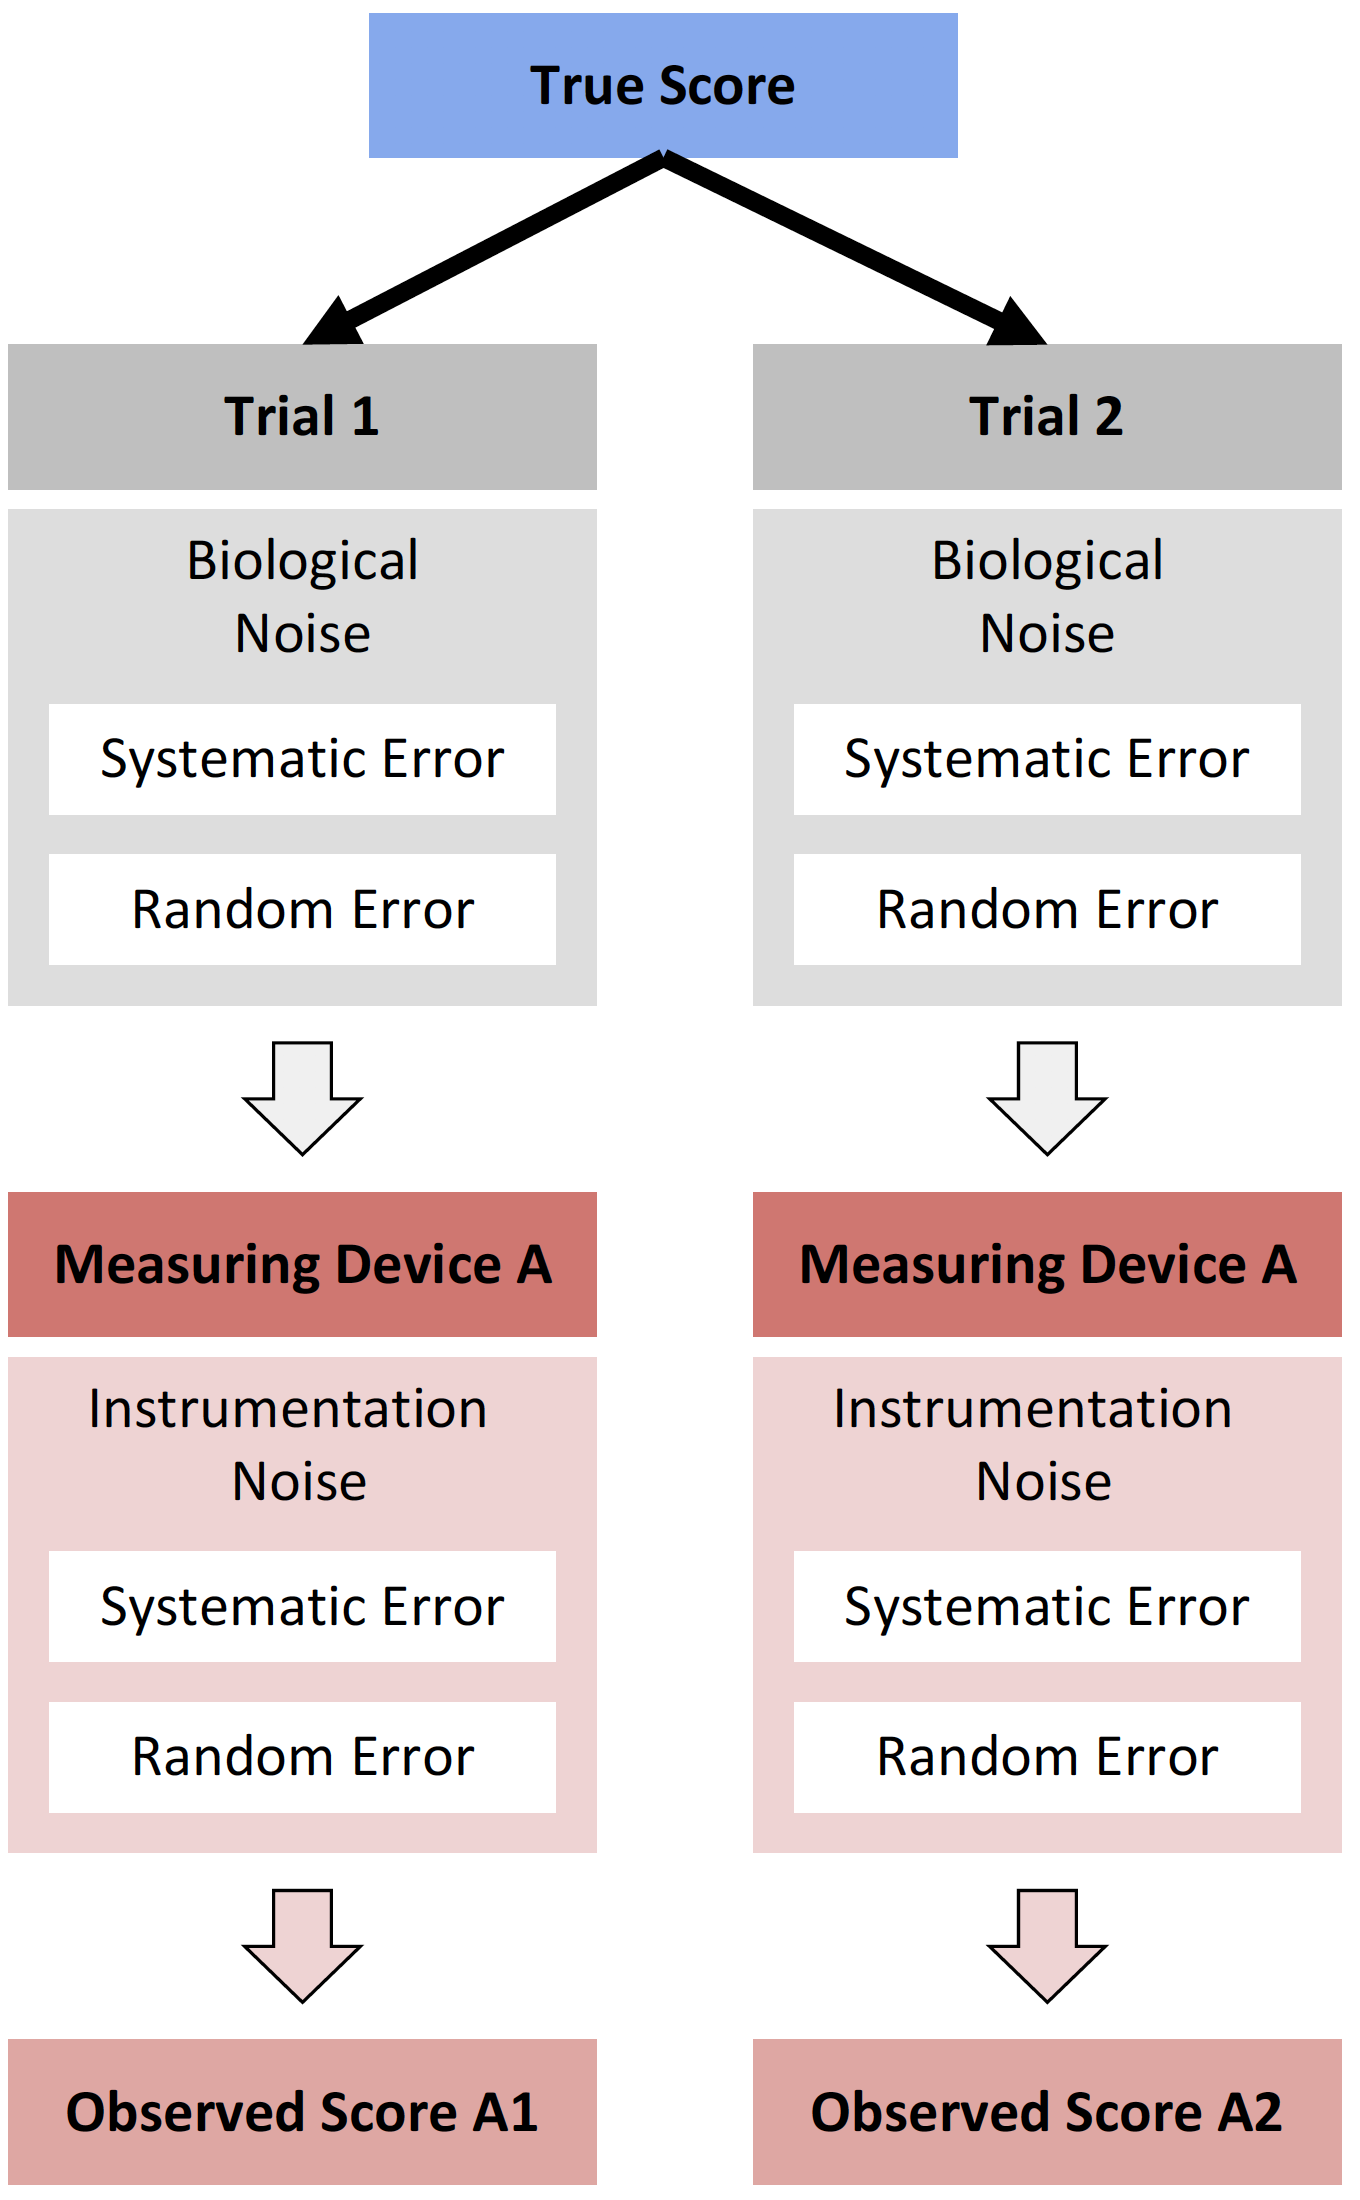 True Score
Trial 1
Biological
Noise
Systematic Error
Random Error
Measuring Device A
Instrumentation
Noise
Systematic Error
Random Error
Observed Score A1
Trial 2
Biological
Noise
Systematic Error
Random Error
Measuring Device A
Instrumentation
Noise
Systematic Error
Random Error
Observed Score A2